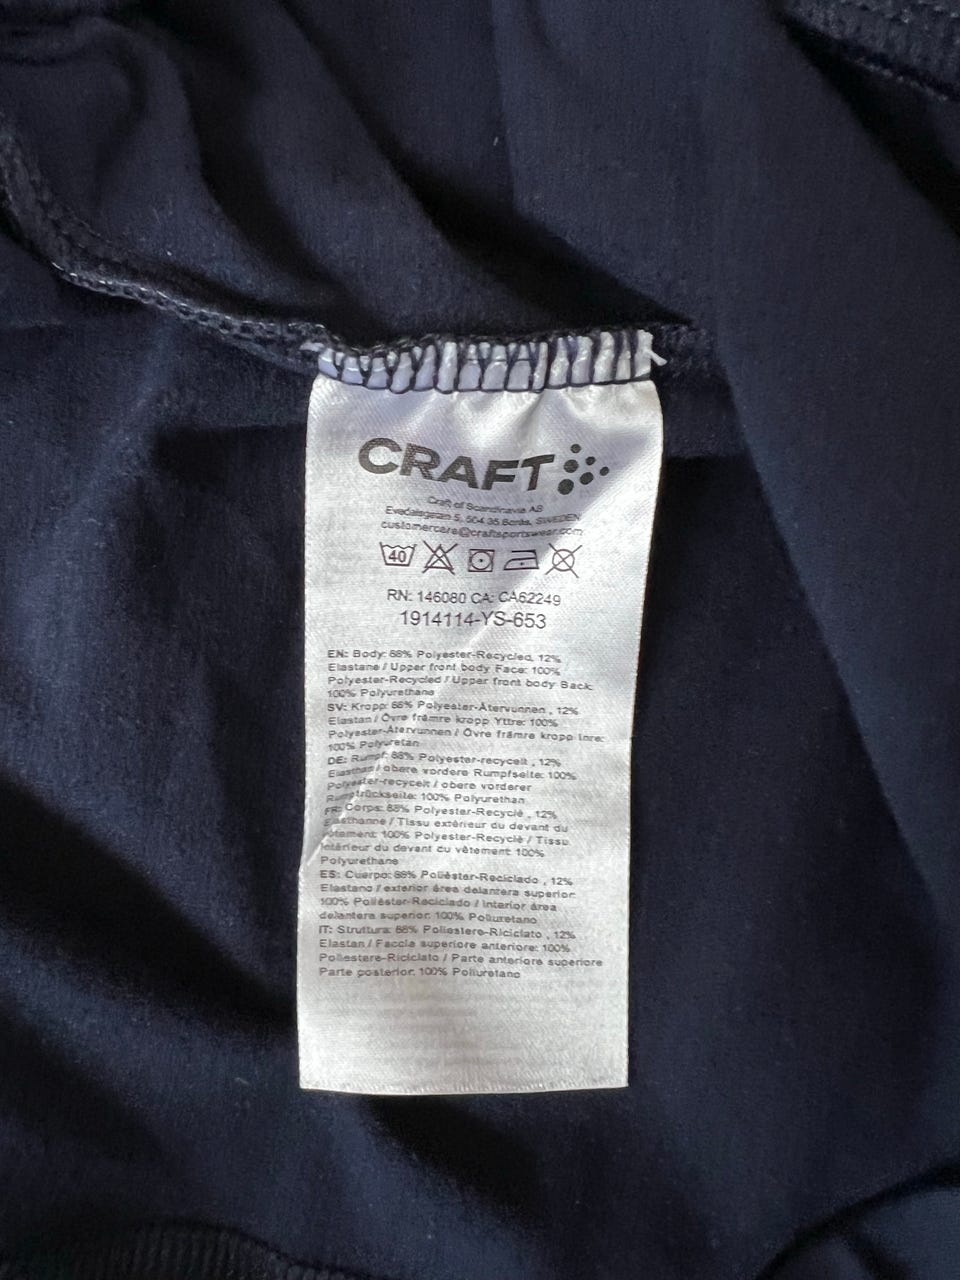 CRAFT
Craft of Scandinavia AS
Evedalsgatan 5, 504 35 Borås, SWEDEN
customercare@craftsportswear.com
40
RN: 146080 CA: CA62249
1914114-YS-653
EN: Body: 88% Polyester-Recycled, 12%
Elastane / Upper front body Face: 100%
Polyester-Recycled / Upper front body Back:
100% Polyurethane
SV: Kropp: 88% Polyester-Återvunnen , 12%
Elastan / Övre främre kropp Yttre: 100%
Polyester-Återvunnen / Övre främre kropp Inre:
100% Polyuretan
DE: Rumpf: 88% Polyester-recycelt , 12%
Elasthan / obere vordere Rumpfseite: 100%
Polyester-recycelt / obere vorderer
Rumpfrückseite: 100% Polyurethan
FR: Corps: 88% Polyester-Recyclé , 12%
Élasthanne / Tissu extérieur du devant du
vêtement: 100% Polyester-Recyclé / Tissu
intérieur du devant du vêtement: 100%
Polyurethane
ES: Cuerpo: 88% Poliéster-Reciclado , 12%
Elastano / exterior área delantera superior:
100% Poliéster-Reciclado / interior área
delantera superior: 100% Poliuretano
IT: Struttura: 88% Poliestere-Riciclato , 12%
Elastan / Faccia superiore anteriore: 100%
Poliestere-Riciclato / Parte anteriore superiore
Parte posterior: 100% Poliuretano